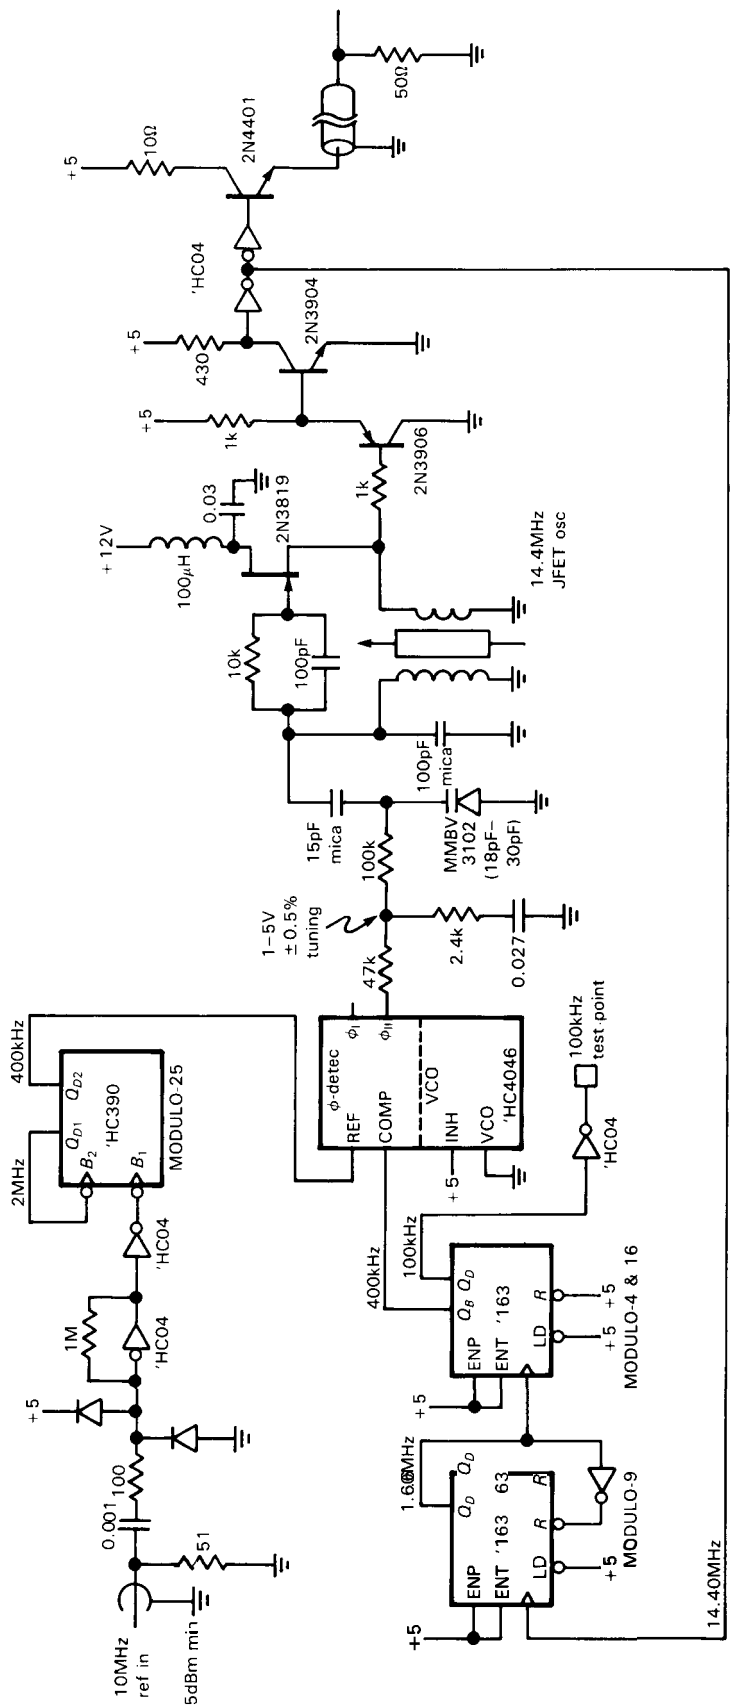 10MHz
ref in
5dBm min
51
0.001
100
+5
1M
'HC04
'HC04
2MHz
400kHz
QD1
QD2
B2
'HC390
B1
MODULO-25
φ-detec
REF
COMP
φI
φII
VCO
INH
VCO
'HC4046
+5
47k
1–5V
±0.5%
tuning
2.4k
0.027
100k
15pF
mica
MMBV
3102
(18pF–
30pF)
100pF
mica
10k
100pF
+12V
100μH
0.03
2N3819
14.4MHz
JFET osc
1k
2N3906
+5
1k
+5
430
2N3904
'HC04
+5
10Ω
2N4401
50Ω
+5
ENP
ENT
'163
63
QD
QD
LD
R
R
+5
MODULO-9
+5
ENP
ENT
'163
QB
QD
LD
R
+5
+5
MODULO-4 & 16
400kHz
100kHz
'HC04
100kHz
test point
14.40MHz